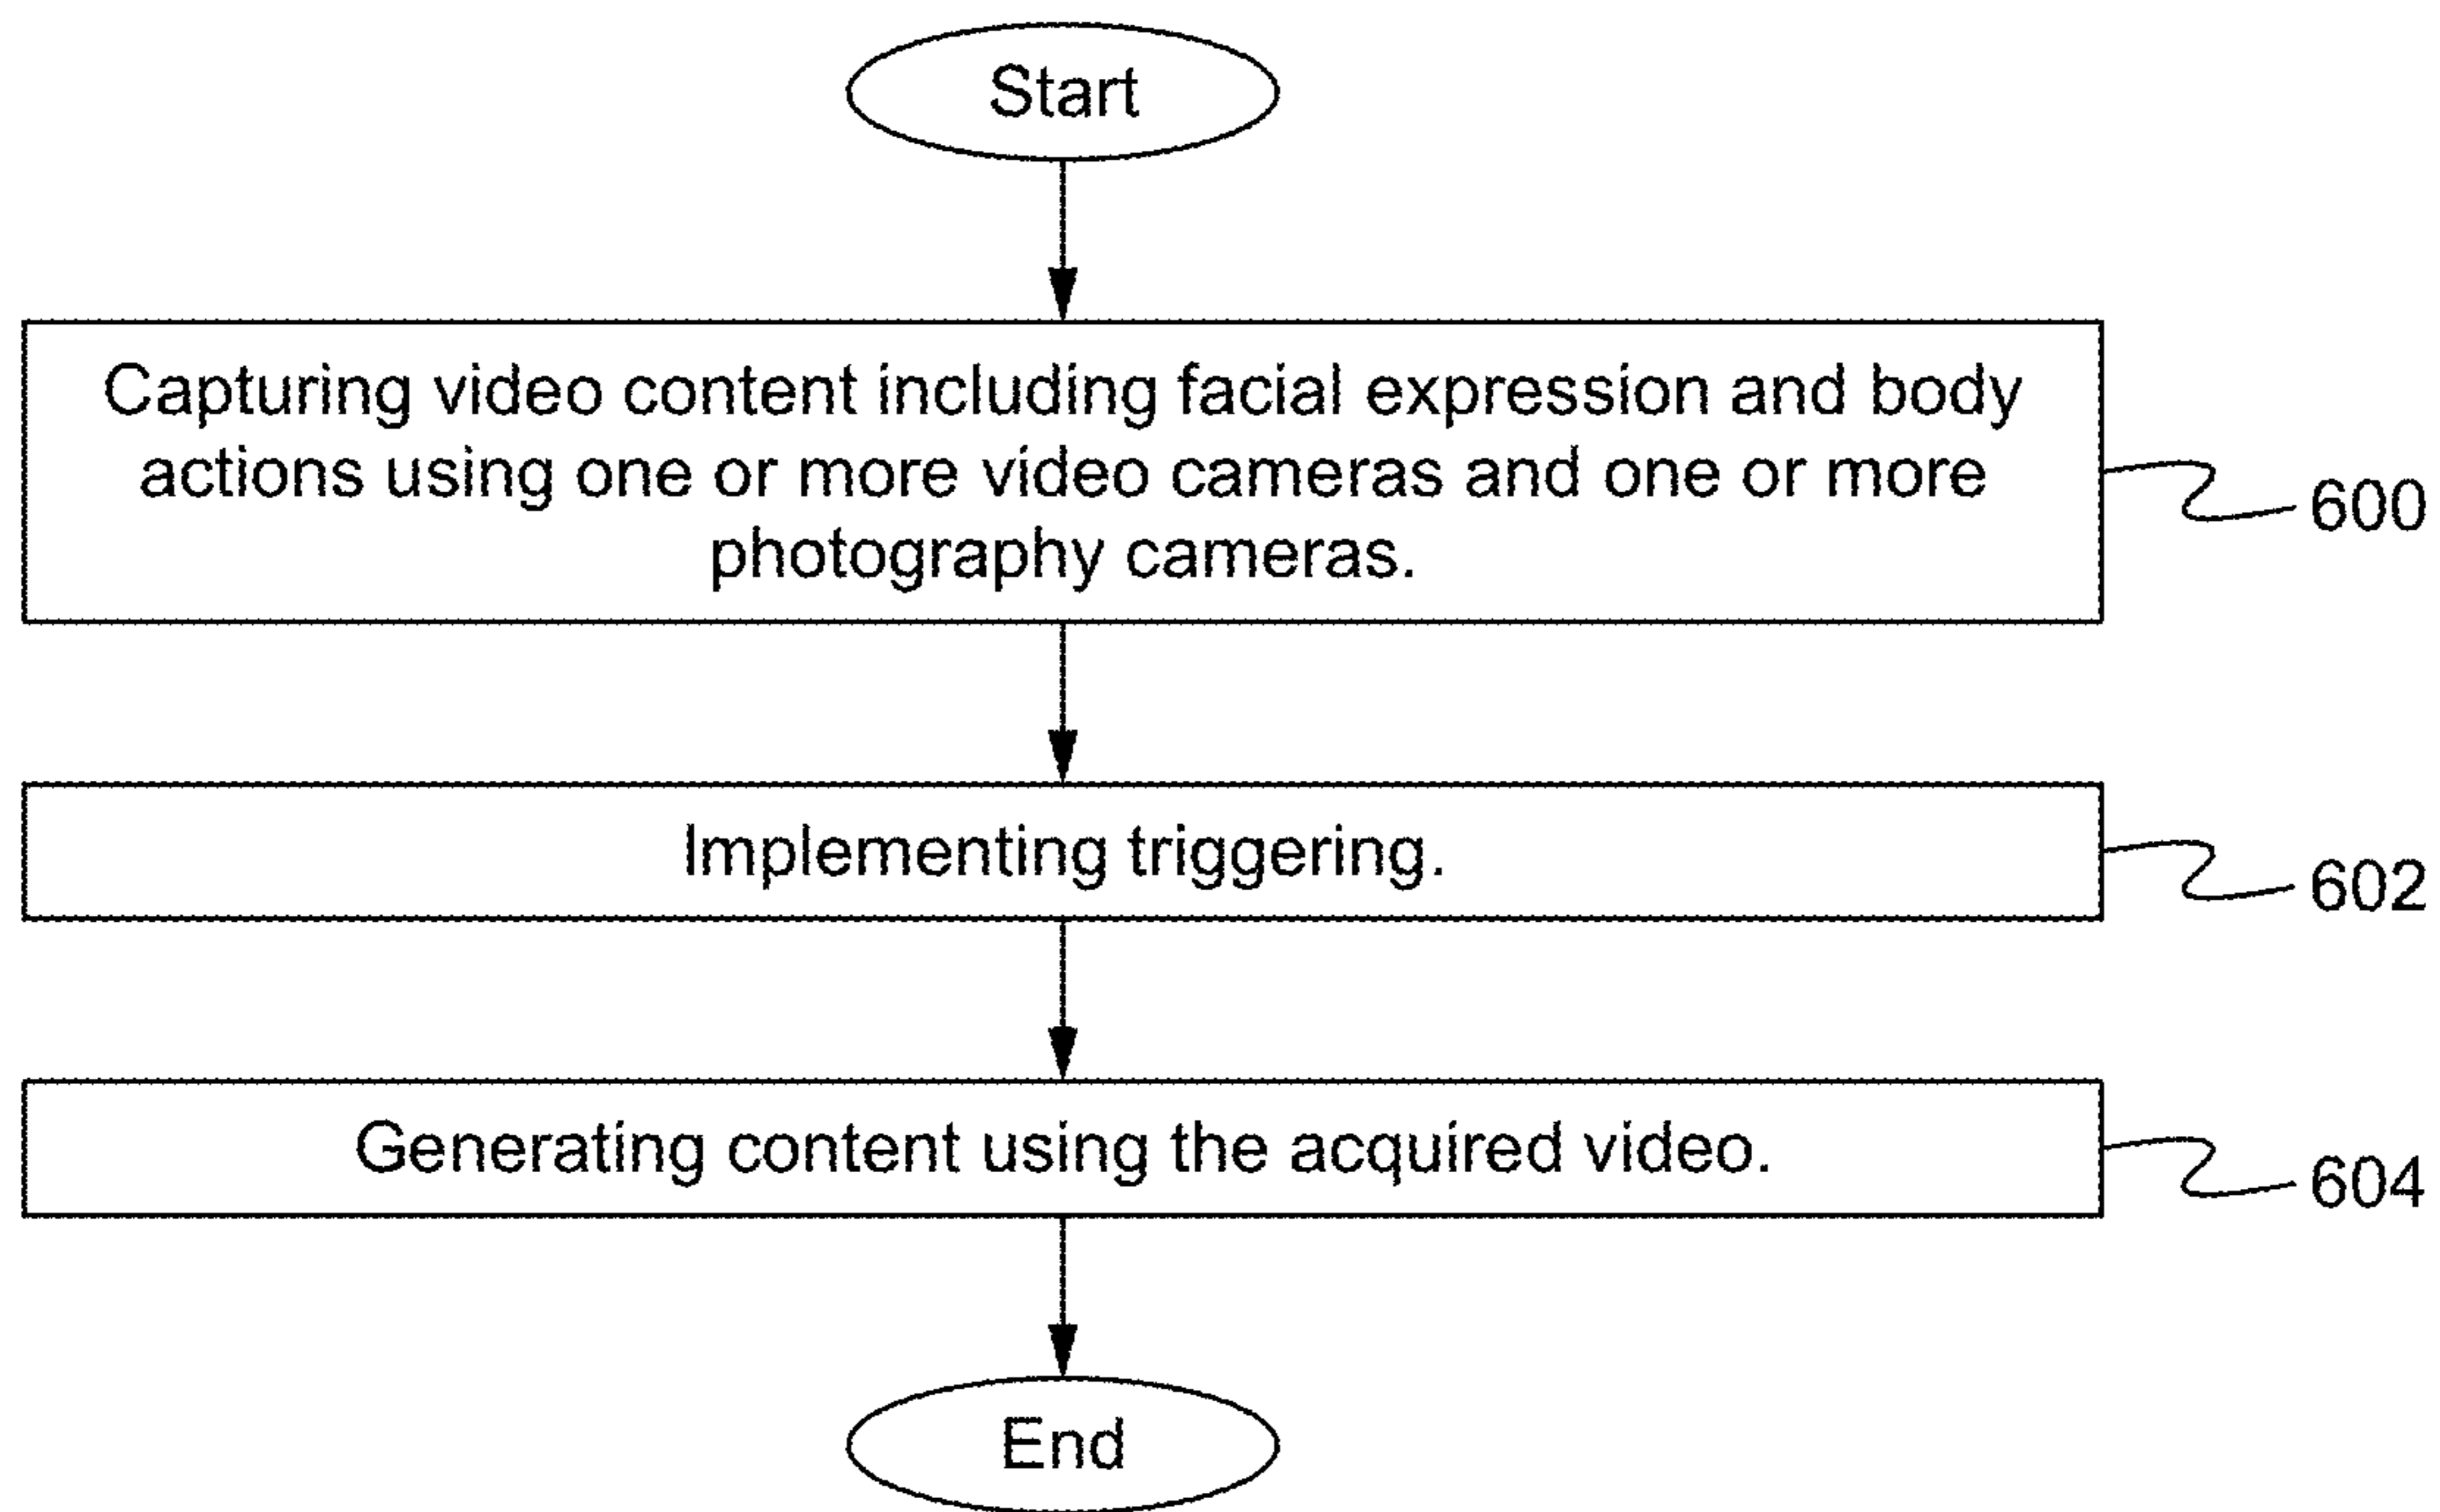 Start
Capturing video content including facial expression and body
actions using one or more video cameras and one or more
photography cameras.
600
Implementing triggering.
602
Generating content using the acquired video.
604
End